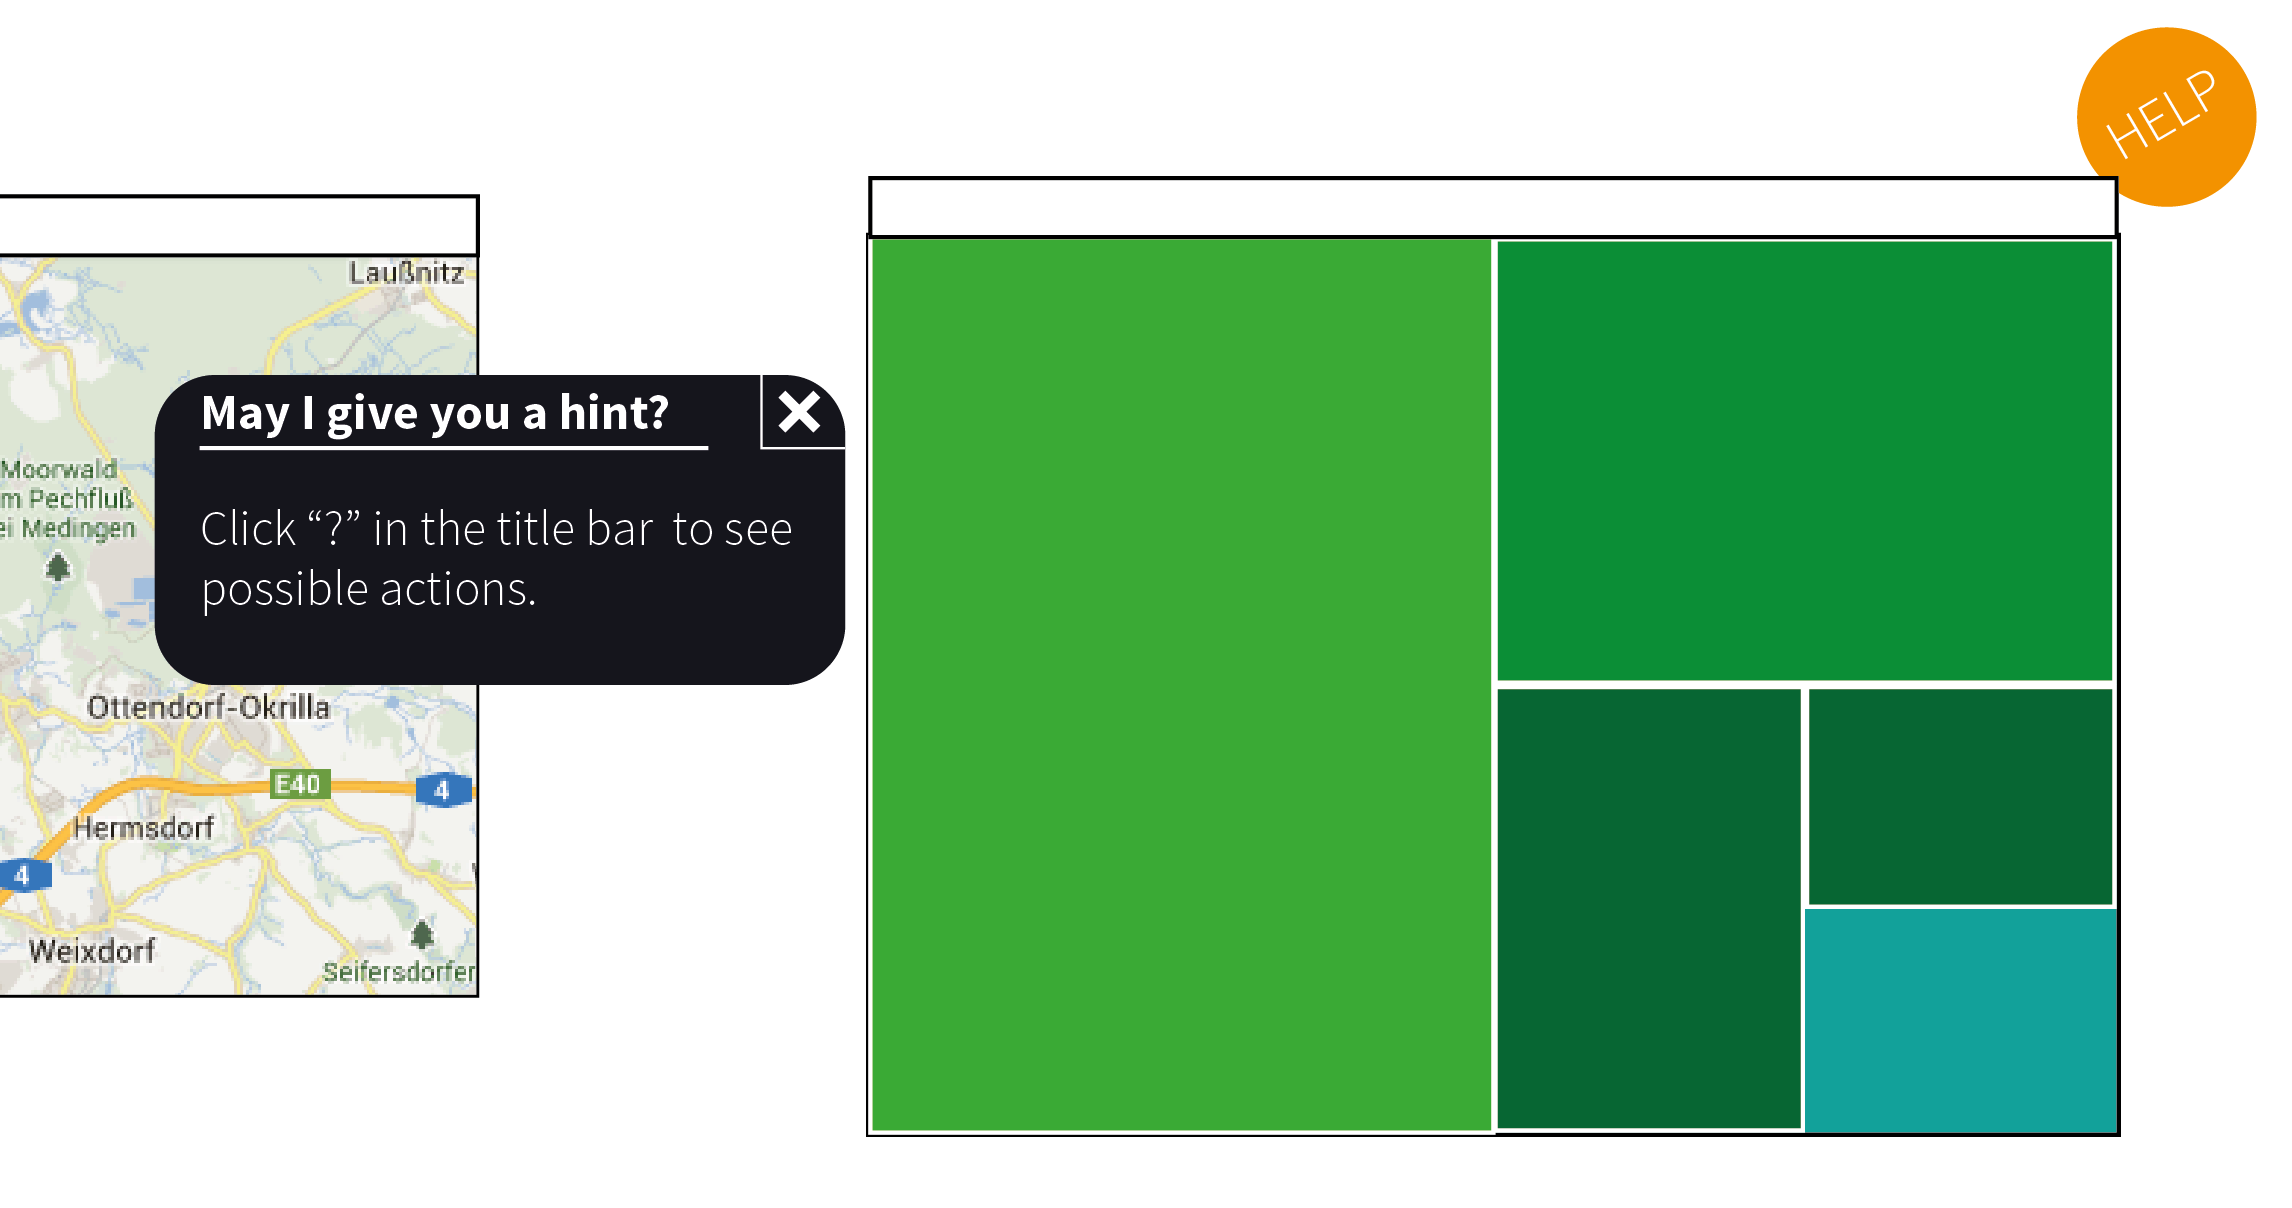 HELP
Laußnitz
May I give you a hint?
Click “?” in the title bar to see
possible actions.
Moorwald
m Pechfluß
ei Medingen
Ottendorf-Okrilla
E40
4
Hermsdorf
4
Weixdorf
Seifersdorfer